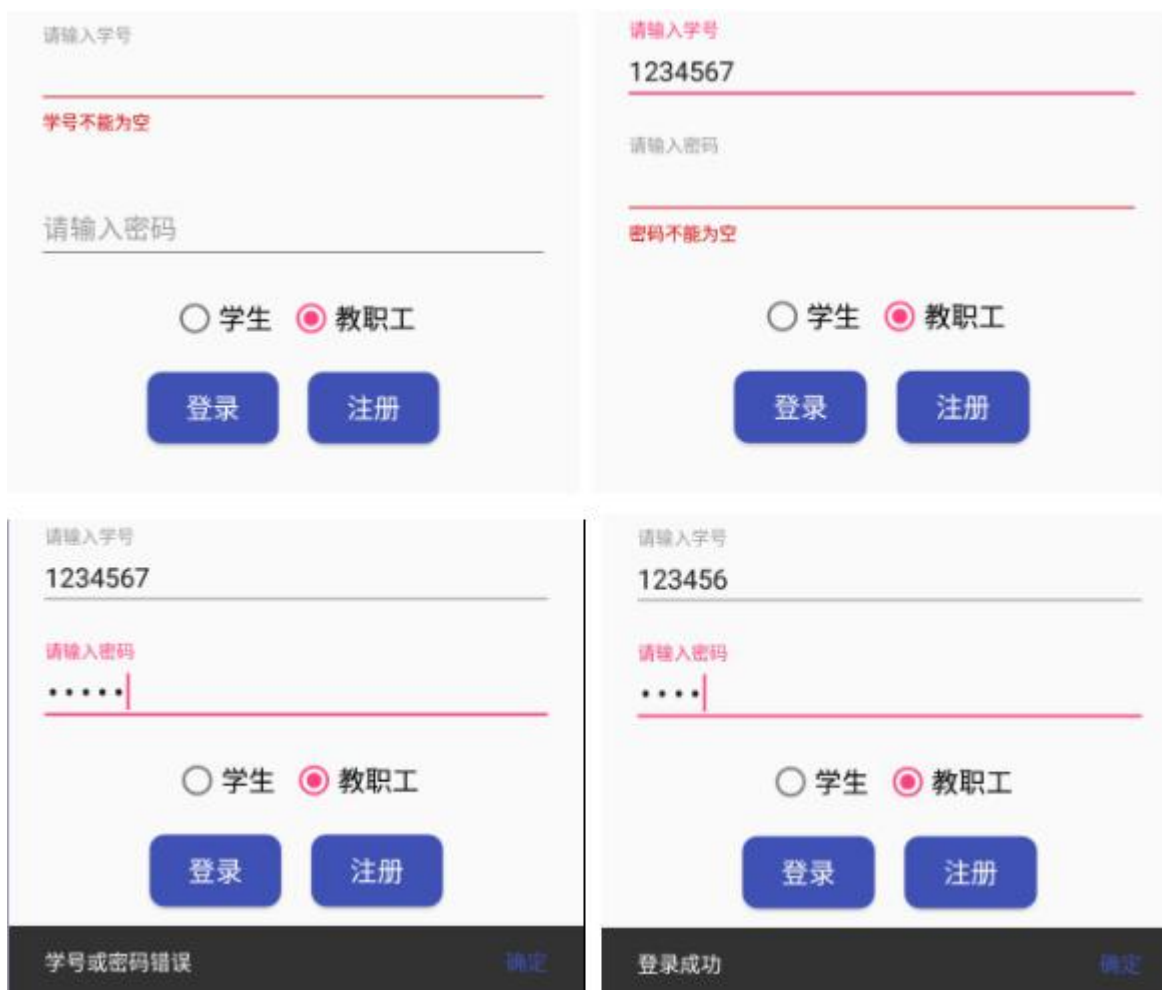 请输入学号
学号不能为空
请输入密码
学生 教职工
登录 注册
请输入学号
1234567
请输入密码
密码不能为空
学生 教职工
登录 注册
请输入学号
1234567
请输入密码
•••••
学生 教职工
登录 注册
学号或密码错误 确定
请输入学号
123456
请输入密码
••••
学生 教职工
登录 注册
登录成功 确定